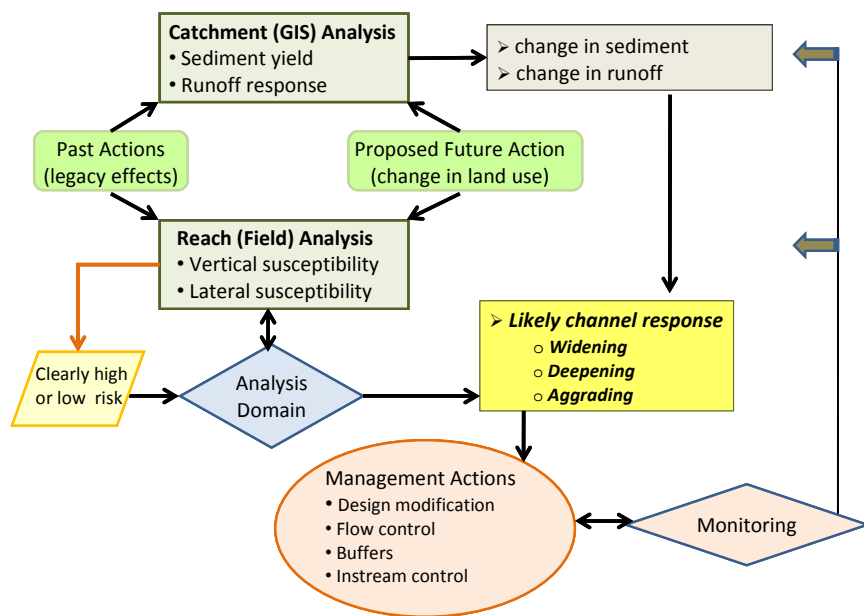 Catchment (GIS) Analysis
• Sediment yield
• Runoff response
➢ change in sediment
➢ change in runoff
Past Actions
(legacy effects)
Proposed Future Action
(change in land use)
Reach (Field) Analysis
• Vertical susceptibility
• Lateral susceptibility
Clearly high
or low risk
Analysis
Domain
➢ Likely channel response
o Widening
o Deepening
o Aggrading
Management Actions
• Design modification
• Flow control
• Buffers
• Instream control
Monitoring